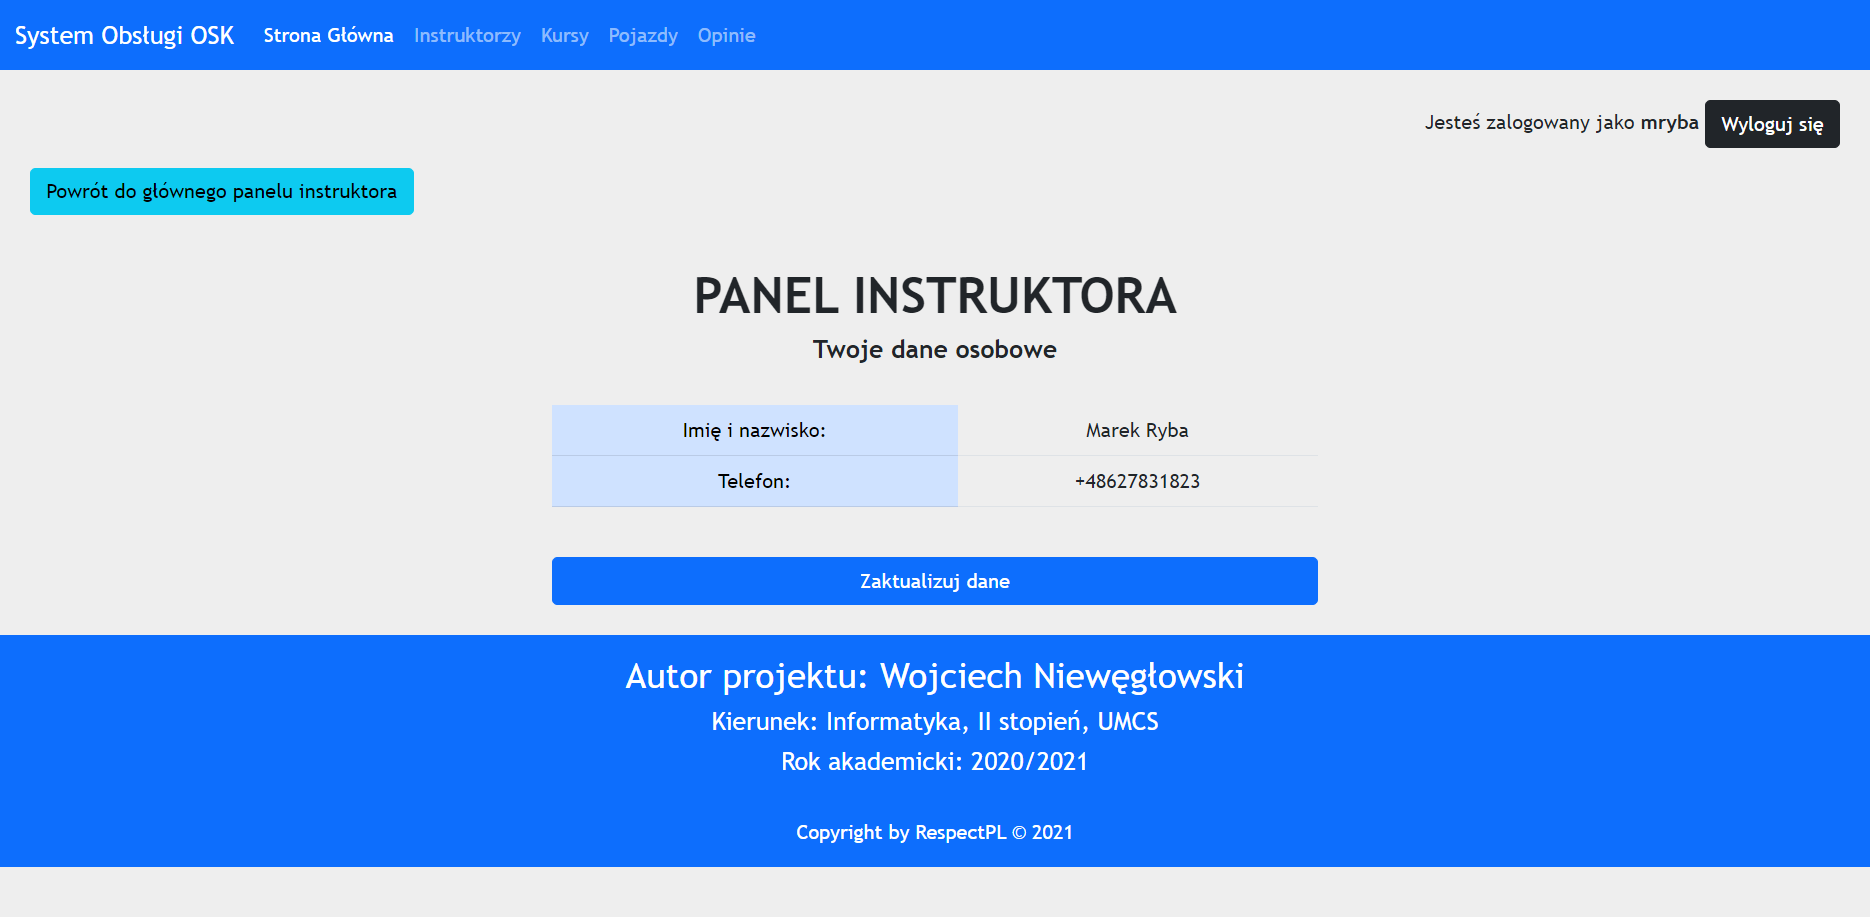 System Obsługi OSK Strona Główna Instruktorzy Kursy Pojazdy Opinie
Jesteś zalogowany jako mryba Wyloguj się
Powrót do głównego panelu instruktora
PANEL INSTRUKTORA
Twoje dane osobowe
Imię i nazwisko: Marek Ryba
Telefon: +48627831823
Zaktualizuj dane
Autor projektu: Wojciech Niewęgłowski
Kierunek: Informatyka, II stopień, UMCS
Rok akademicki: 2020/2021
Copyright by RespectPL © 2021